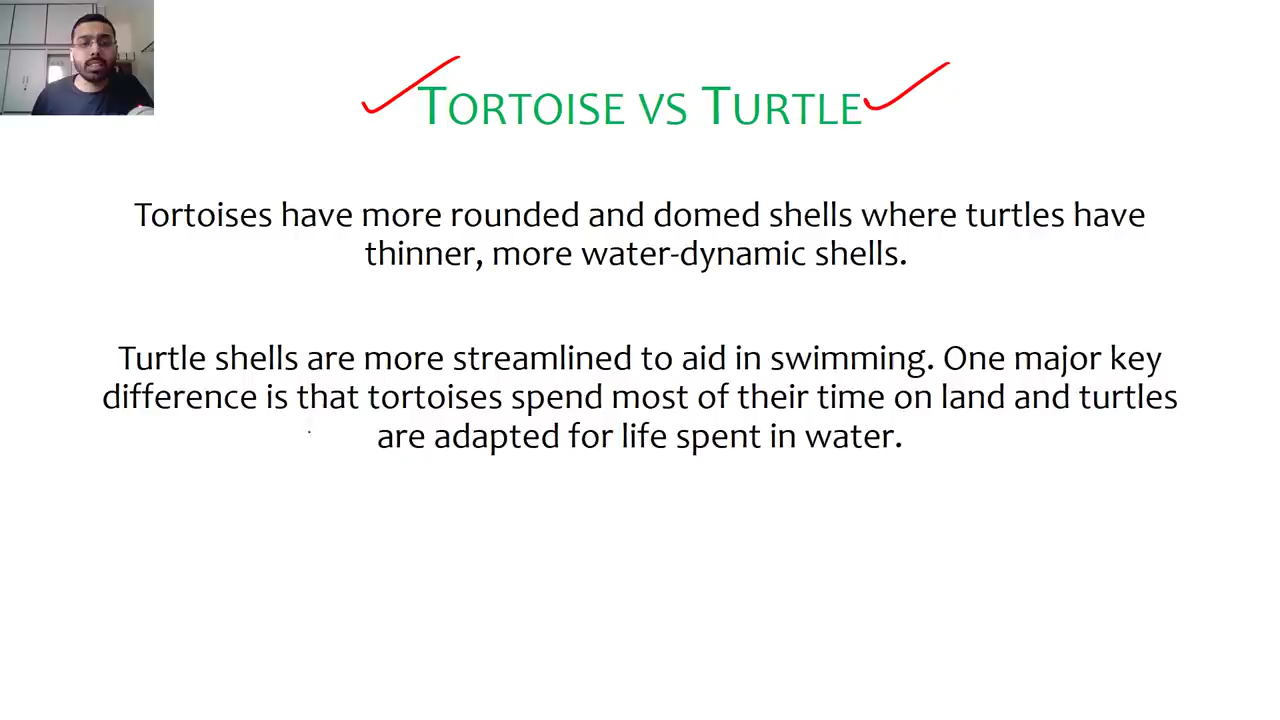 TORTOISE VS TURTLE
Tortoises have more rounded and domed shells where turtles have
thinner, more water-dynamic shells.
Turtle shells are more streamlined to aid in swimming. One major key
difference is that tortoises spend most of their time on land and turtles
are adapted for life spent in water.